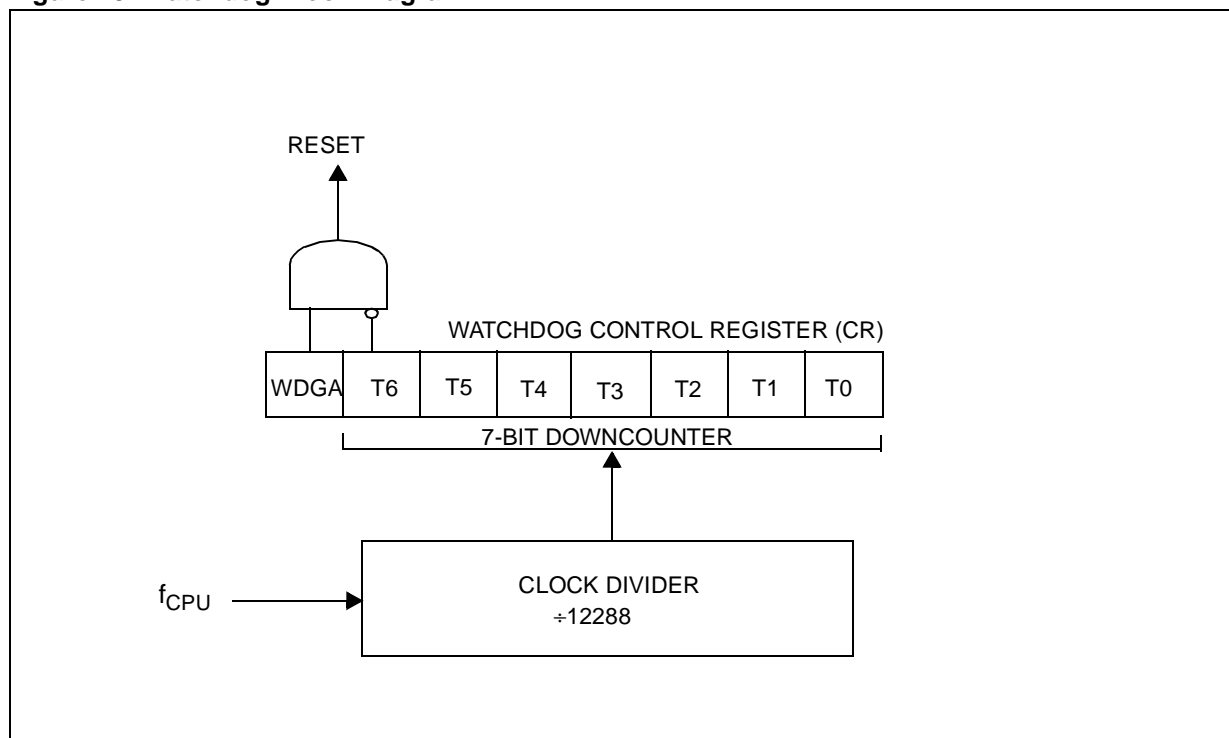 RESET
WATCHDOG CONTROL REGISTER (CR)
WDGA T6 T5 T4 T3 T2 T1 T0
7-BIT DOWNCOUNTER
fCPU
CLOCK DIVIDER
÷12288